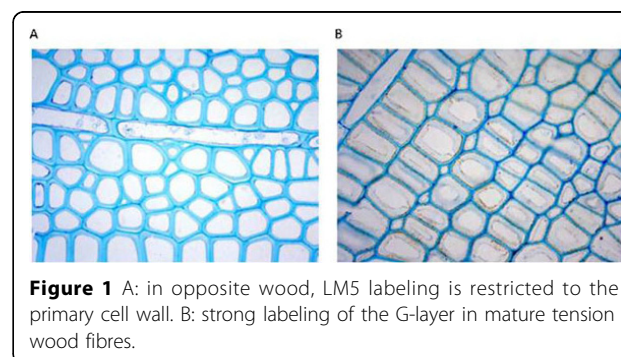 A
B
Figure 1 A: in opposite wood, LM5 labeling is restricted to the
primary cell wall. B: strong labeling of the G-layer in mature tension
wood fibres.